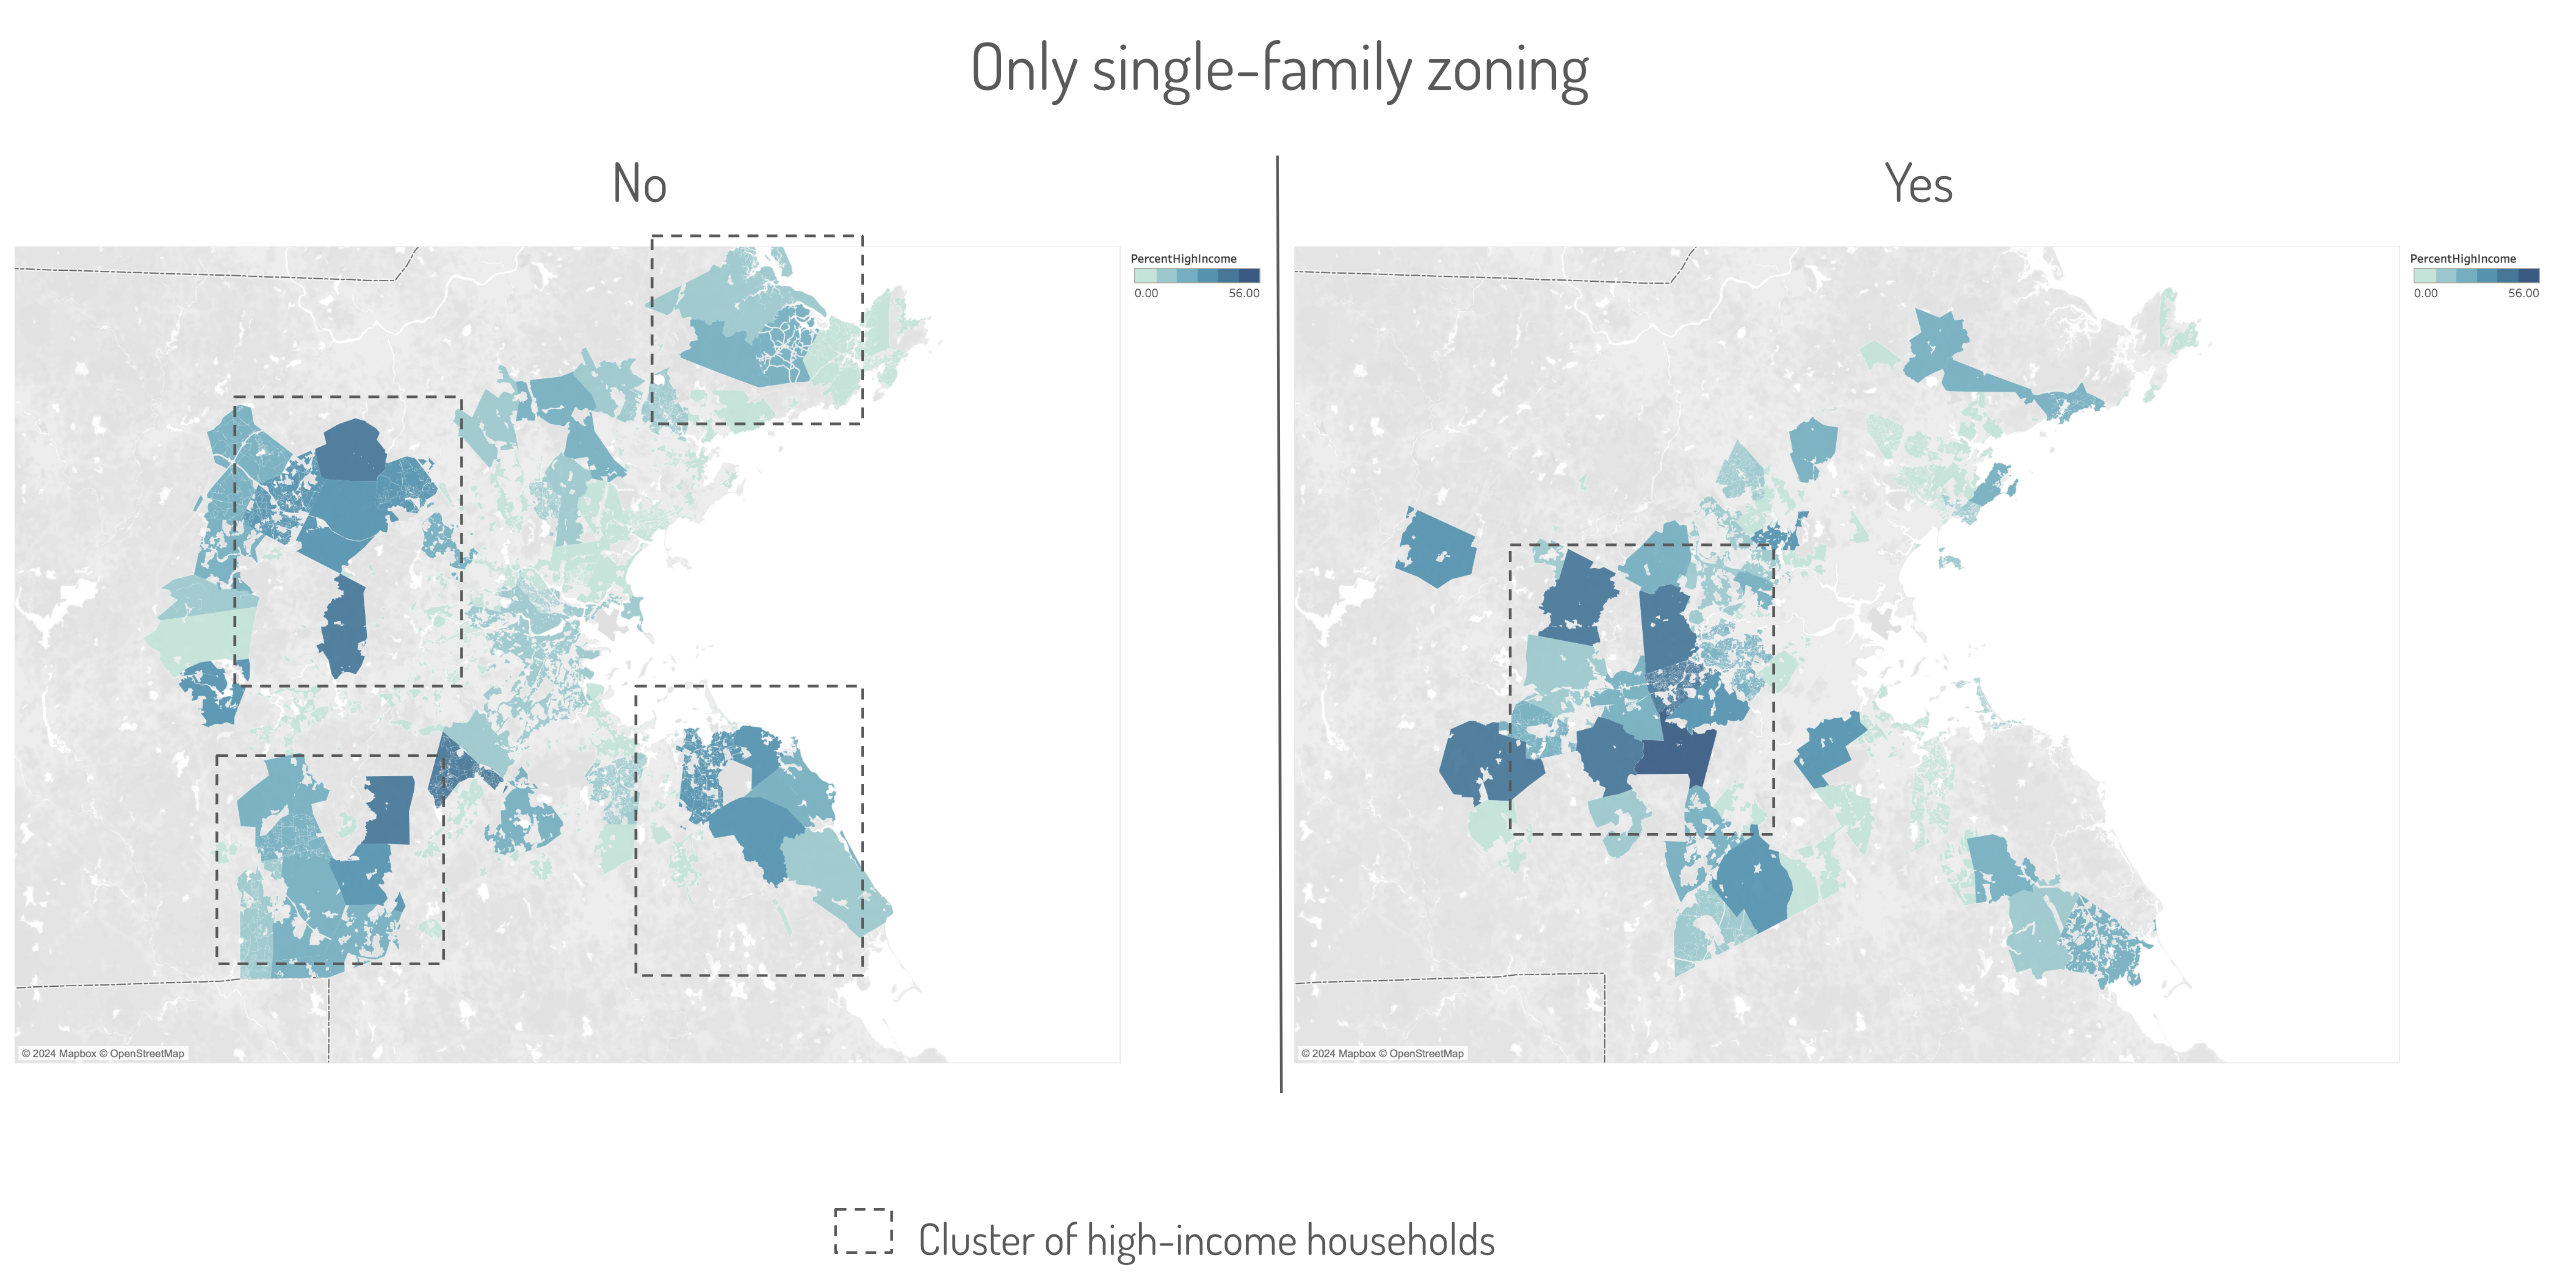 Only single-family zoning
No
Yes
PercentHighIncome
0.00 56.00
© 2024 Mapbox © OpenStreetMap
PercentHighIncome
0.00 56.00
© 2024 Mapbox © OpenStreetMap
Cluster of high-income households